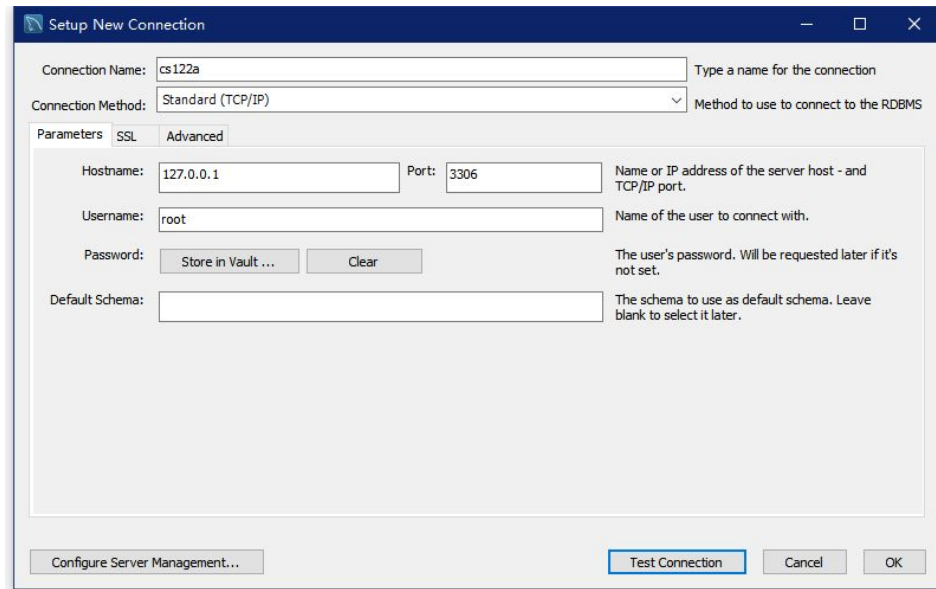 Setup New Connection
Connection Name: cs122a Type a name for the connection
Connection Method: Standard (TCP/IP) Method to use to connect to the RDBMS
Parameters SSL Advanced
Hostname: 127.0.0.1 Port: 3306 Name or IP address of the server host - and
TCP/IP port.
Username: root Name of the user to connect with.
Password: Store in Vault ... Clear The user's password. Will be requested later if it's
not set.
Default Schema: The schema to use as default schema. Leave
blank to select it later.
Configure Server Management... Test Connection Cancel OK